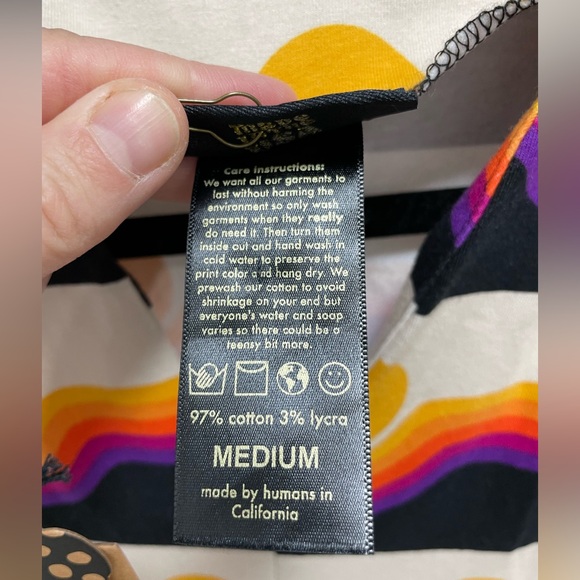 Care instructions:
We want all our garments to
last without harming the
environment so only wash
garments when they really
do need it. Then turn them
inside out and hand wash in
cold water to preserve the
print color and hang dry. We
prewash our cotton to avoid
shrinkage on your end but
everyone's water and soap
varies so there could be a
teensy bit more.
97% cotton 3% lycra
MEDIUM
made by humans in
California